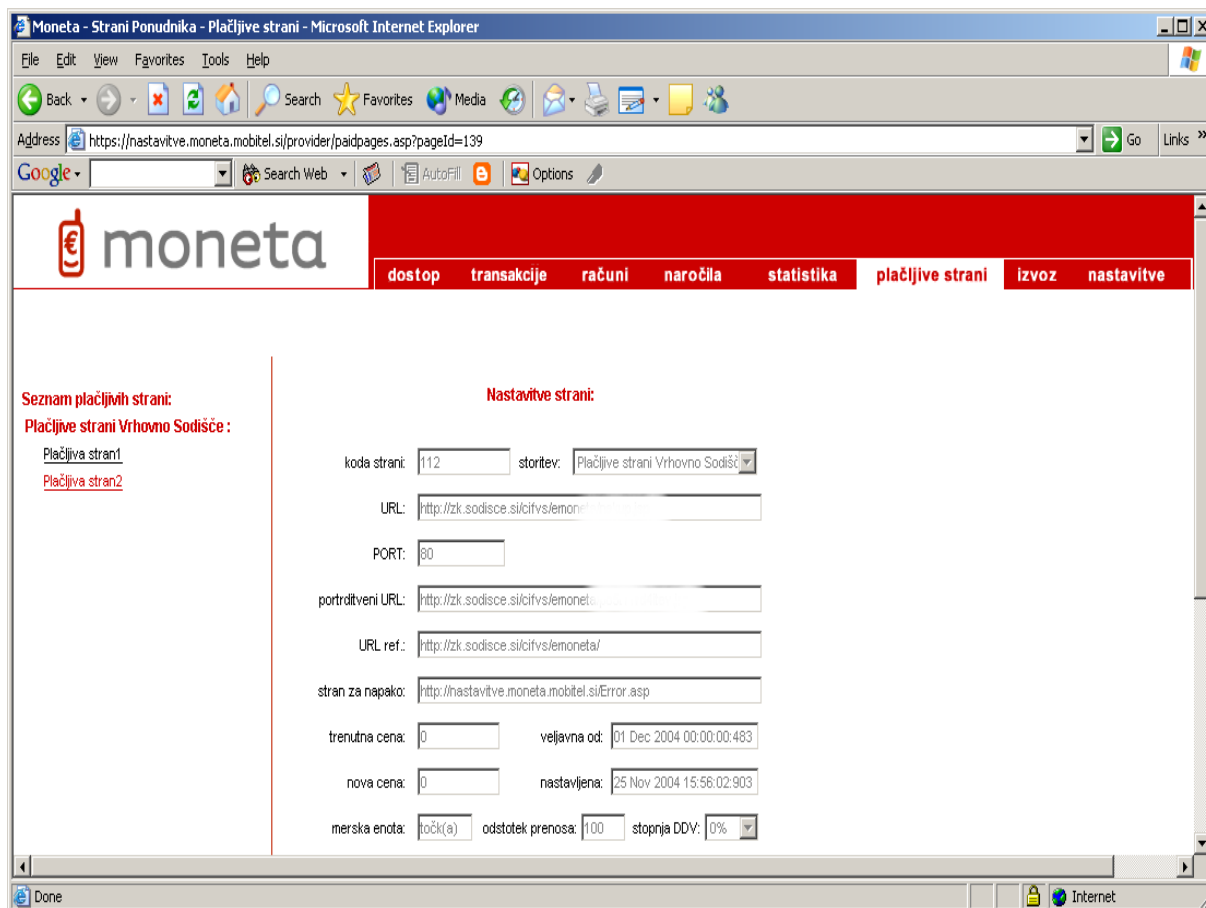 Moneta - Strani Ponudnika - Plačljive strani - Microsoft Internet Explorer
File Edit View Favorites Tools Help
Back Search Favorites Media
Address https://nastavitve.moneta.mobitel.si/provider/paidpages.asp?pageId=139 Go Links »
Google Search Web AutoFill Options
€ moneta
dostop transakcije računi naročila statistika plačljive strani izvoz nastavitve
Seznam plačljivih strani:
Plačljive strani Vrhovno Sodišče :
Plačljiva stran1
Plačljiva stran2
Nastavitve strani:
koda strani: 112 storitev: Plačljive strani Vrhovno Sodišč
URL: http://zk.sodisce.si/cifvs/emonet
PORT: 80
portrditveni URL: http://zk.sodisce.si/cifvs/emonet
URL ref.: http://zk.sodisce.si/cifvs/emoneta/
stran za napako: http://nastavitve.moneta.mobitel.si/Error.asp
trenutna cena: 0 veljavna od: 01 Dec 2004 00:00:00:483
nova cena: 0 nastavljena: 25 Nov 2004 15:56:02:903
merska enota: točk(a) odstotek prenosa: 100 stopnja DDV: 0%
Done Internet